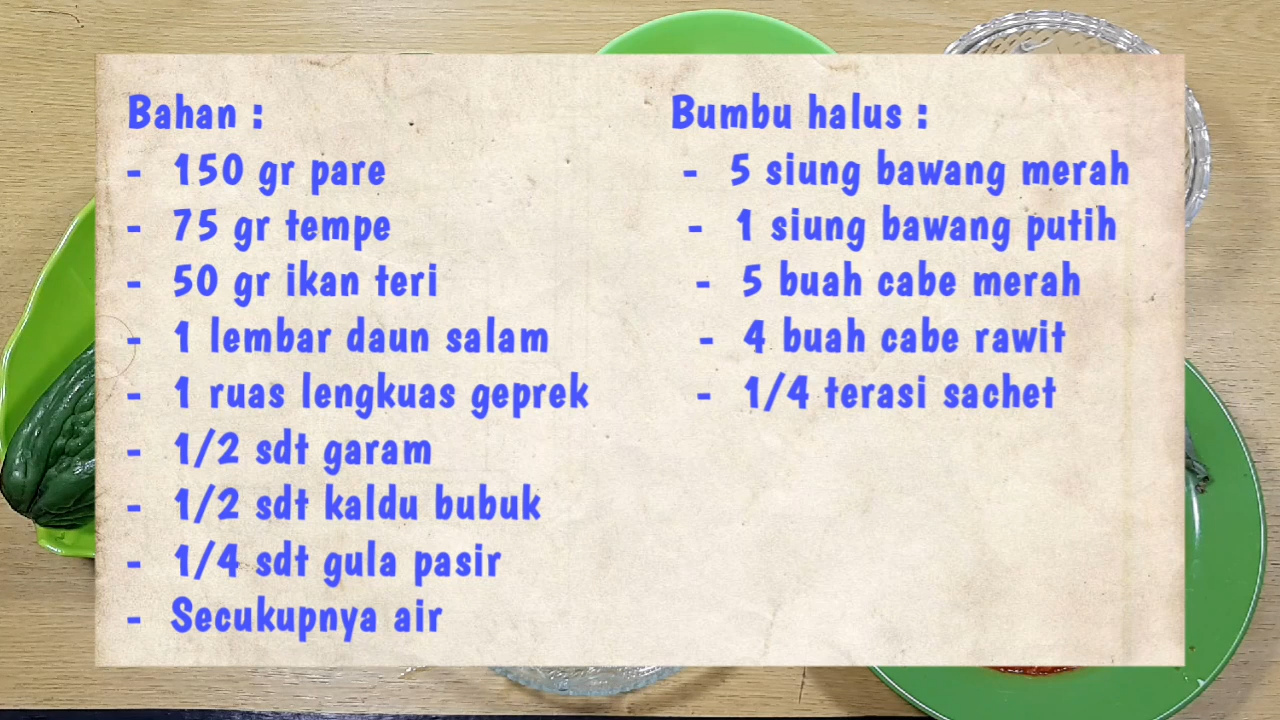 Bahan :
- 150 gr pare
- 75 gr tempe
- 50 gr ikan teri
- 1 lembar daun salam
- 1 ruas lengkuas geprek
- 1/2 sdt garam
- 1/2 sdt kaldu bubuk
- 1/4 sdt gula pasir
- Secukupnya air
Bumbu halus :
- 5 siung bawang merah
- 1 siung bawang putih
- 5 buah cabe merah
- 4 buah cabe rawit
- 1/4 terasi sachet